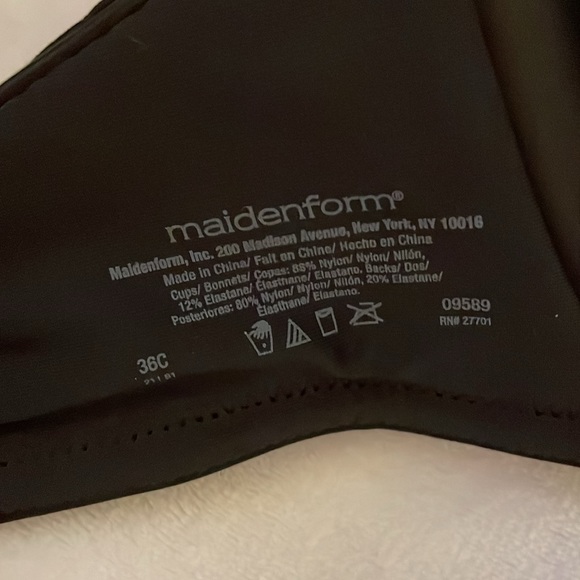 maidenform®
Maidenform, Inc. 200 Madison Avenue, New York, NY 10016
Made in China/ Fait en Chine/ Hecho en China
Cups/ Bonnets/ Copas: 88% Nylon/ Nylon/ Nilón,
12% Elastane/ Élasthane/ Elastano. Backs/ Dos/
Posteriores: 80% Nylon/ Nylon/ Nilón, 20% Elastane/
Élasthane/ Elastano.
09589
RN# 27701
36C